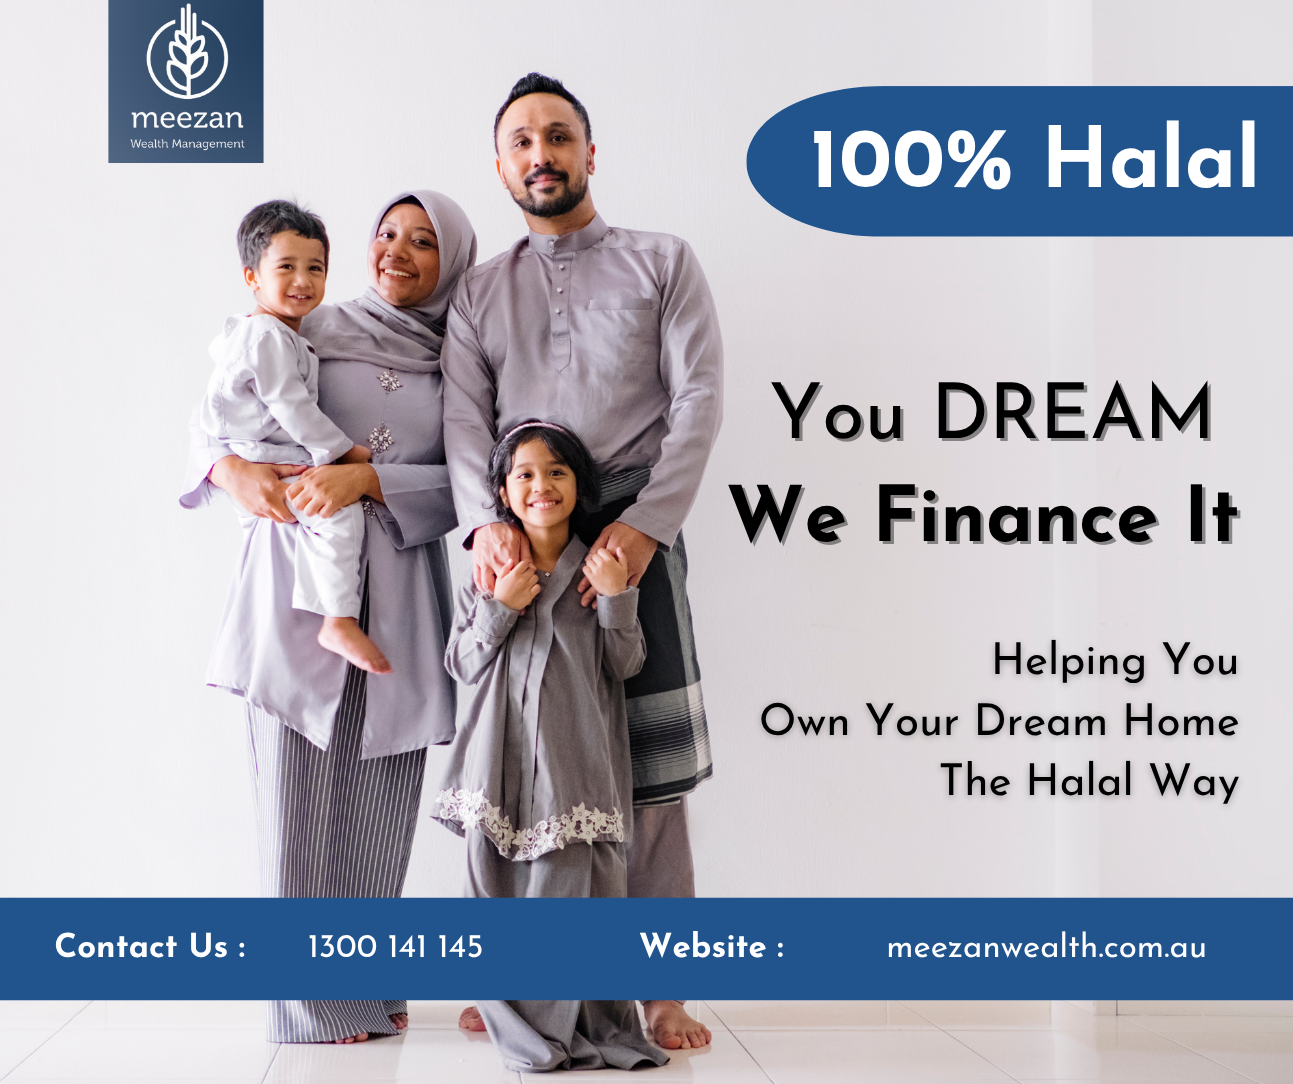 meezan
Wealth Management
100% Halal
You DREAM
We Finance It
Helping You
Own Your Dream Home
The Halal Way
Contact Us : 1300 141 145 Website : meezanwealth.com.au